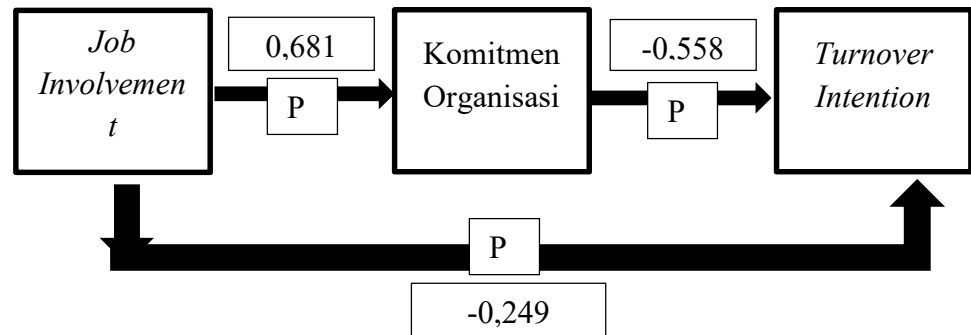 Job
Involvemen
t
0,681
P
Komitmen
Organisasi
-0.558
P
Turnover
Intention
P
-0,249